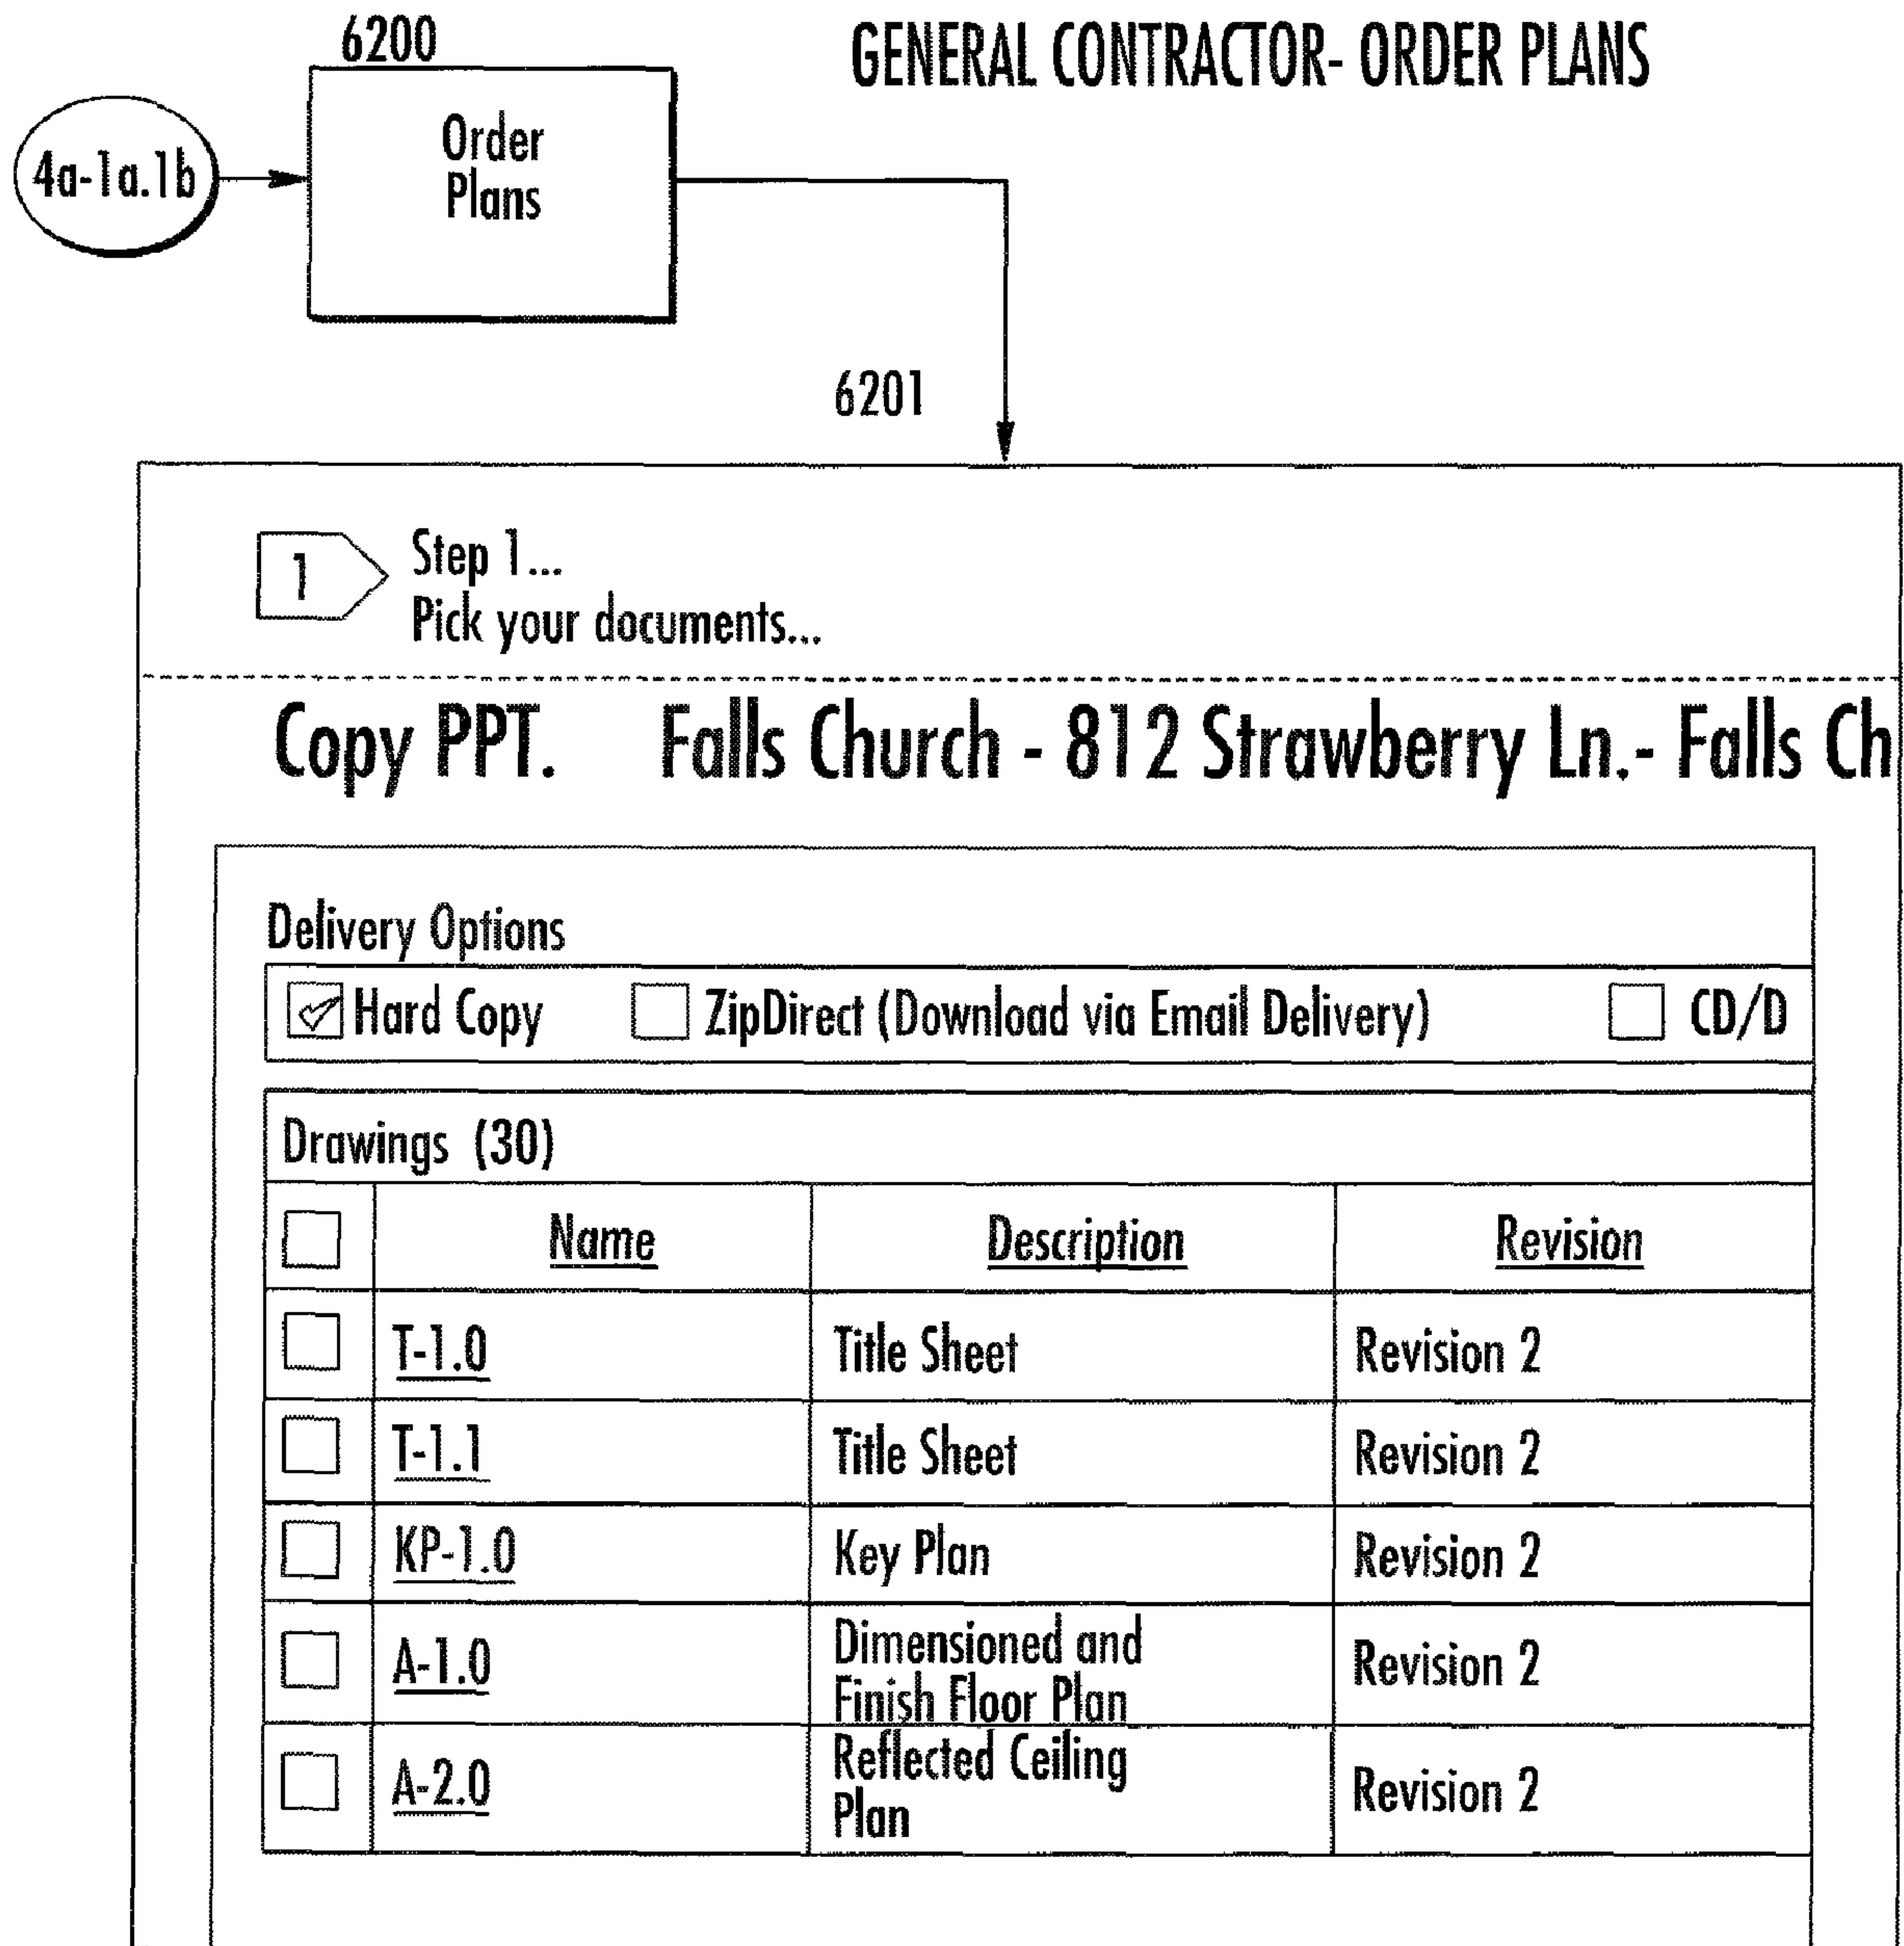 6200
GENERAL CONTRACTOR- ORDER PLANS
4a-1a.1b
Order
Plans
6201
1
Step 1...
Pick your documents...
Copy PPT. Falls Church - 812 Strawberry Ln.- Falls Ch
Delivery Options
Hard Copy ZipDirect (Download via Email Delivery) CD/D
Drawings (30)
Name Description Revision
T-1.0 Title Sheet Revision 2
T-1.1 Title Sheet Revision 2
KP-1.0 Key Plan Revision 2
A-1.0 Dimensioned and
Finish Floor Plan Revision 2
A-2.0 Reflected Ceiling
Plan Revision 2